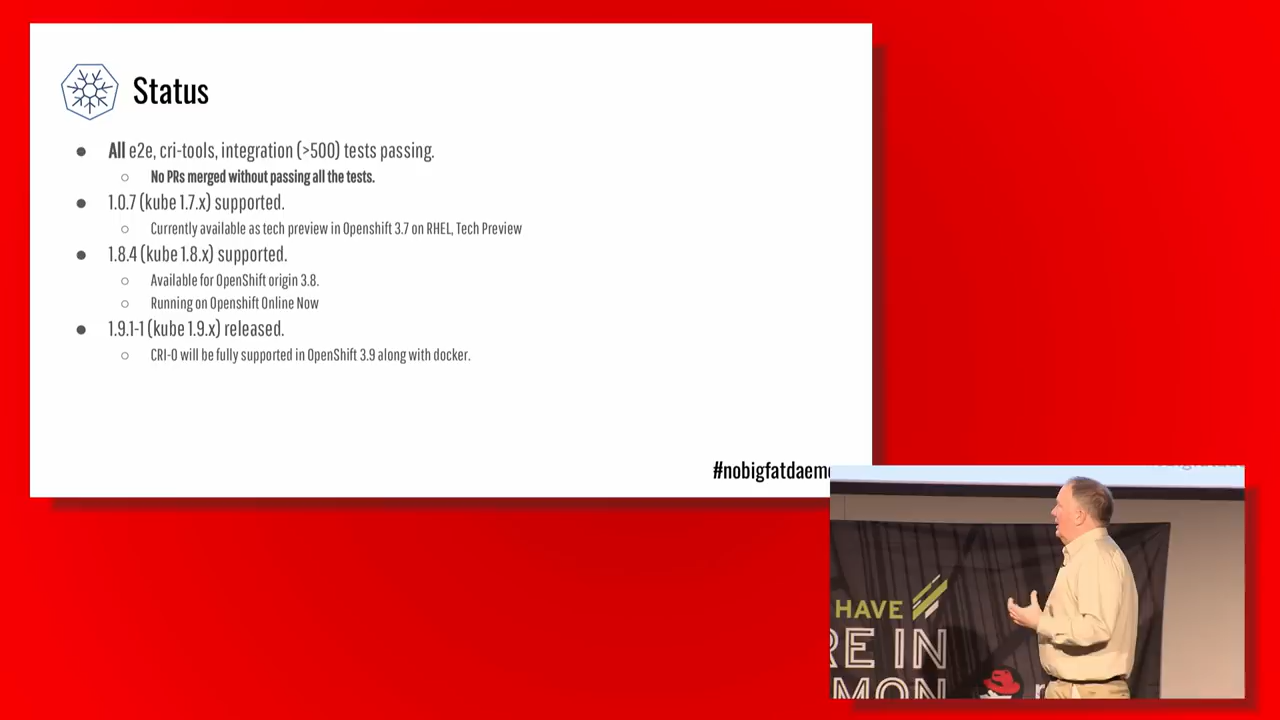 Status
● All e2e, cri-tools, integration (>500) tests passing.
○ No PRs merged without passing all the tests.
● 1.0.7 (kube 1.7.x) supported.
○ Currently available as tech preview in Openshift 3.7 on RHEL, Tech Preview
● 1.8.4 (kube 1.8.x) supported.
○ Available for OpenShift origin 3.8.
○ Running on Openshift Online Now
● 1.9.1-1 (kube 1.9.x) released.
○ CRI-O will be fully supported in OpenShift 3.9 along with docker.
#nobigfatdaem
HAVE
RE IN
MON